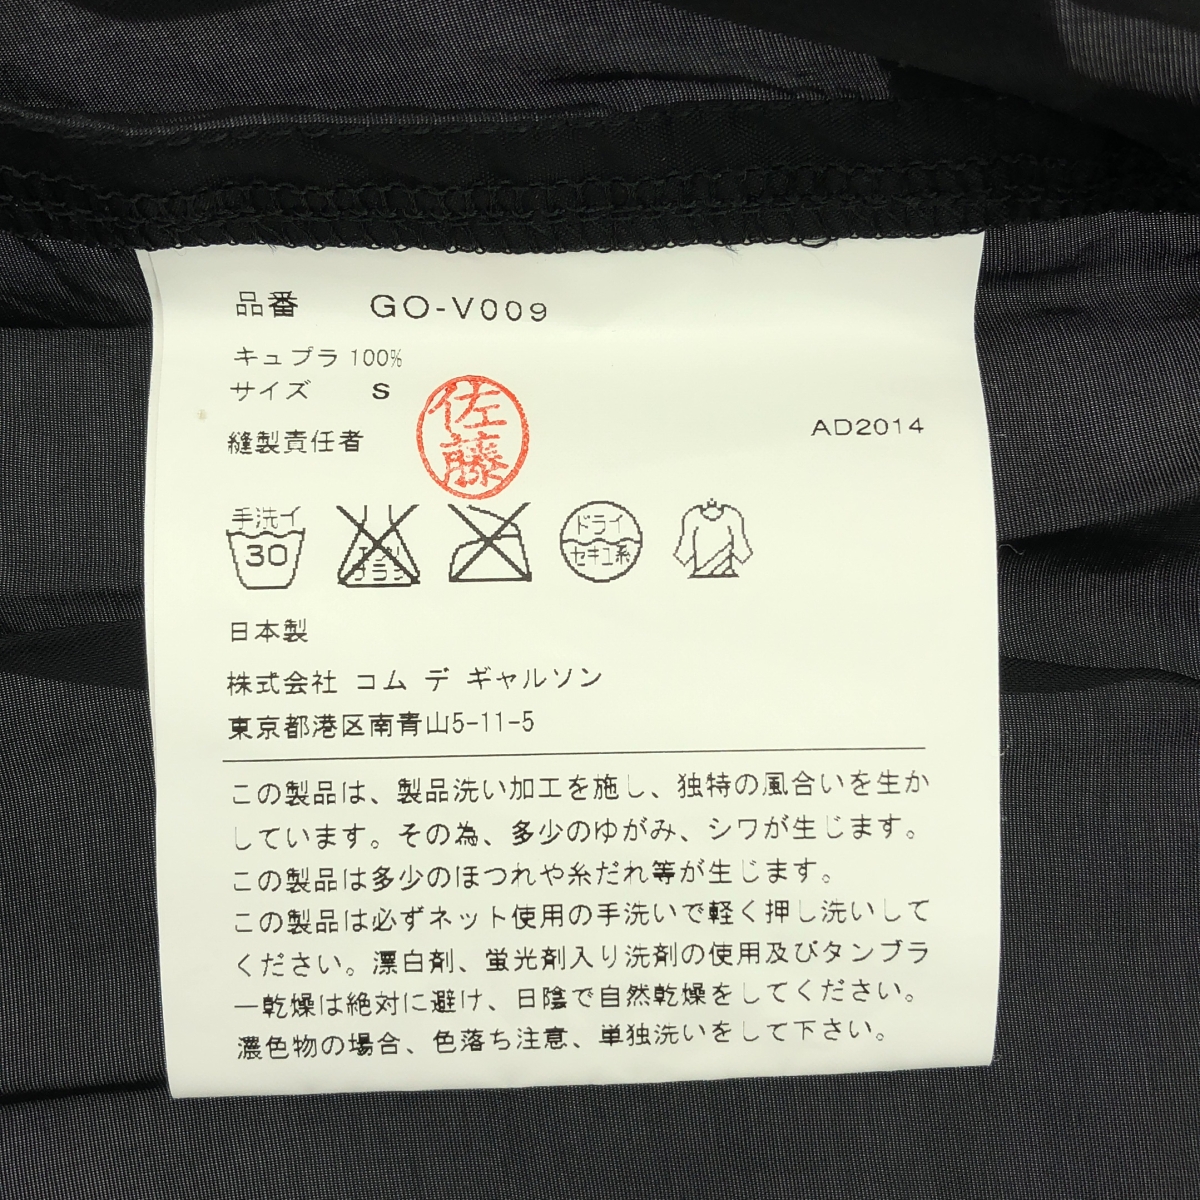 品番 GO-V009
キュプラ 100%
サイズ S
佐藤
縫製責任者
AD2014
手洗イ
30
エンソ
サラシ
ドライ
セキユ系
日本製
株式会社 コム デ ギャルソン
東京都港区南青山5-11-5
この製品は、製品洗い加工を施し、独特の風合いを生か
しています。その為、多少のゆがみ、シワが生じます。
この製品は多少のほつれや糸だれ等が生じます。
この製品は必ずネット使用の手洗いで軽く押し洗いして
ください。漂白剤、蛍光剤入り洗剤の使用及びタンブラ
ー乾燥は絶対に避け、日陰で自然乾燥をしてください。
濃色物の場合、色落ち注意、単独洗いをして下さい。